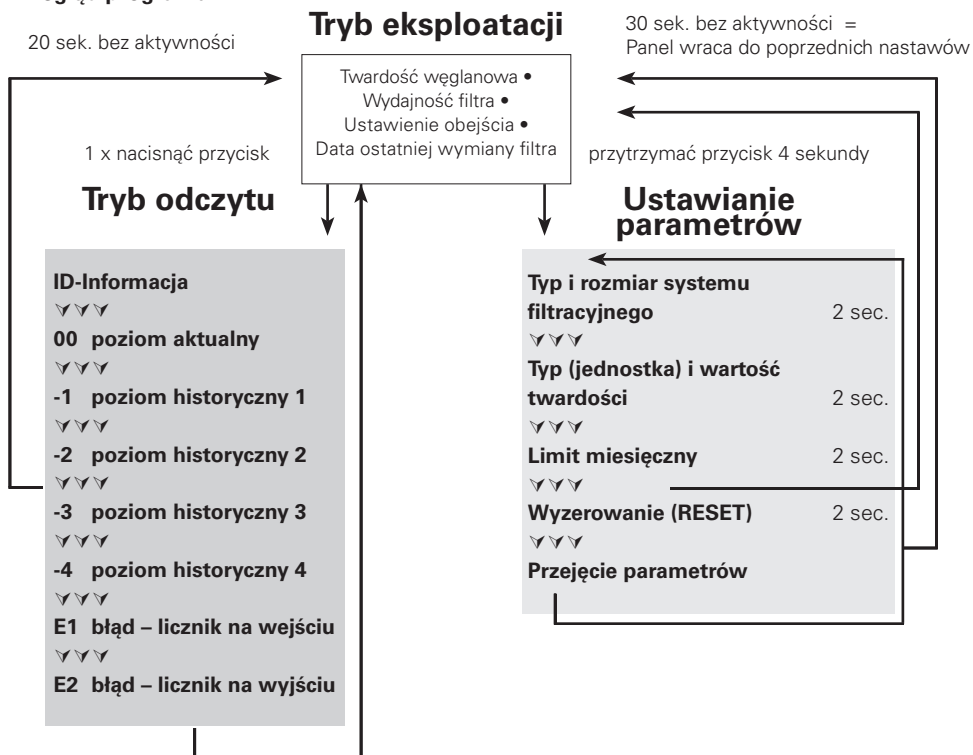 Tryb eksploatacji
20 sek. bez aktywności
30 sek. bez aktywności =
Panel wraca do poprzednich nastawów
Twardość węglanowa •
Wydajność filtra •
Ustawienie obejścia •
Data ostatniej wymiany filtra
1 x nacisnąć przycisk
przytrzymać przycisk 4 sekundy
Tryb odczytu
ID-Informacja
00 poziom aktualny
-1 poziom historyczny 1
-2 poziom historyczny 2
-3 poziom historyczny 3
-4 poziom historyczny 4
E1 błąd – licznik na wejściu
E2 błąd – licznik na wyjściu
Ustawianie
parametrów
Typ i rozmiar systemu
filtracyjnego 2 sec.
Typ (jednostka) i wartość
twardości 2 sec.
Limit miesięczny 2 sec.
Wyzerowanie (RESET) 2 sec.
Przejęcie parametrów